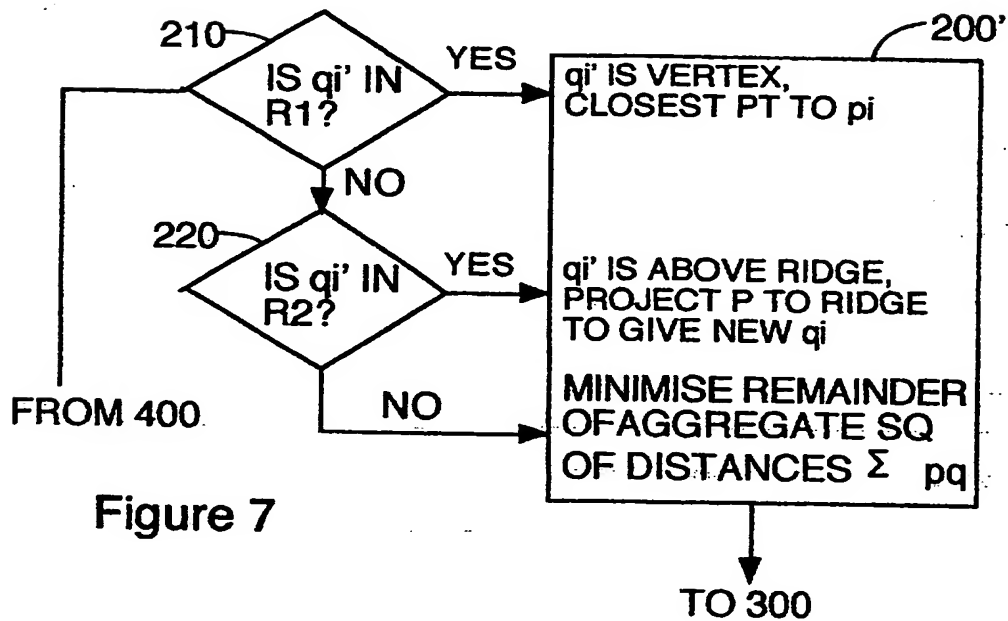 210
IS qi' IN
R1?
YES
200'
qi' IS VERTEX,
CLOSEST PT TO pi
NO
220
IS qi' IN
R2?
YES
qi' IS ABOVE RIDGE,
PROJECT P TO RIDGE
TO GIVE NEW qi
FROM 400
NO
MINIMISE REMAINDER
OFAGGREGATE SQ
OF DISTANCES Σ pq
Figure 7
TO 300